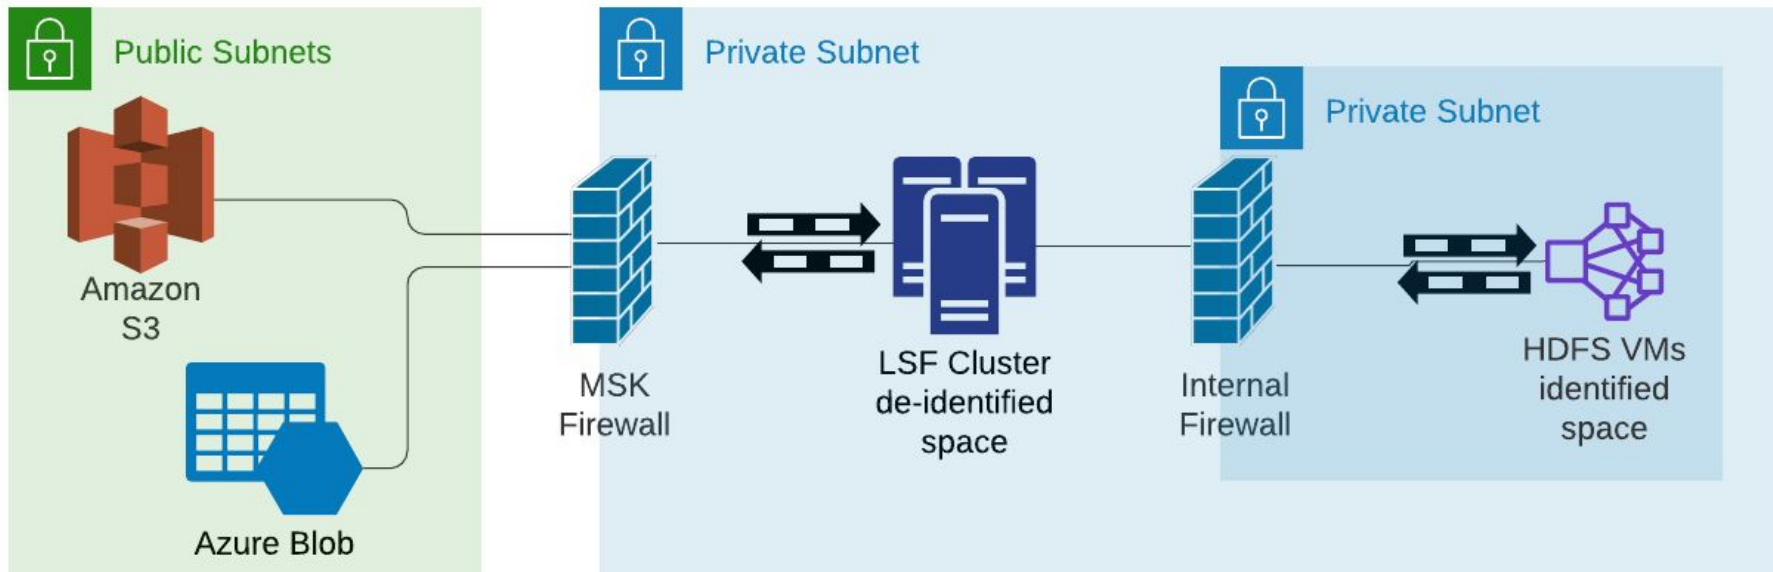 Public Subnets
Private Subnet
Private Subnet
Amazon
S3
Azure Blob
MSK
Firewall
LSF Cluster
de-identified
space
Internal
Firewall
HDFS VMs
identified
space